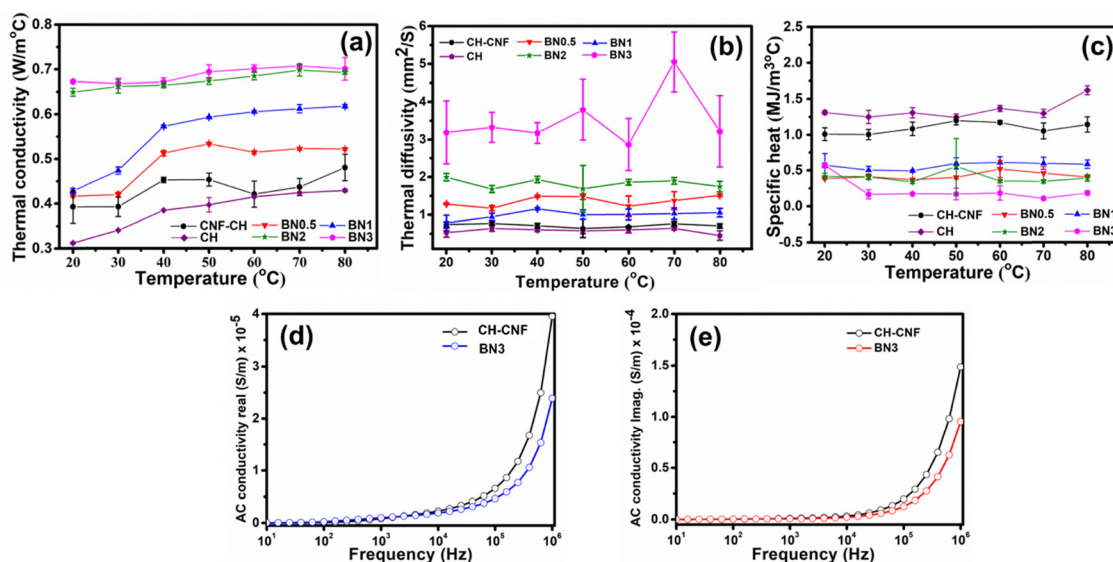 (a)
Thermal conductivity (W/m°C)
0.8
0.7
0.6
0.5
0.4
0.3
CNF-CH
CH
BN0.5
BN2
BN1
BN3
20 30 40 50 60 70 80
Temperature (°C)
(b)
Thermal diffusivity (mm²/S)
6
5
4
3
2
1
0
CH-CNF
CH
BN0.5
BN2
BN1
BN3
20 30 40 50 60 70 80
Temperature (°C)
(c)
Specific heat (MJ/m³°C)
2.5
2.0
1.5
1.0
0.5
0.0
-0.5
CH-CNF
CH
BN0.5
BN2
BN1
BN3
20 30 40 50 60 70 80
Temperature (°C)
(d)
AC conductivity real (S/m) x 10⁻⁵
4
3
2
1
0
CH-CNF
BN3
10¹ 10² 10³ 10⁴ 10⁵ 10⁶
Frequency (Hz)
(e)
AC conductivity Imag. (S/m) x 10⁻⁴
2.0
1.5
1.0
0.5
0.0
CH-CNF
BN3
10¹ 10² 10³ 10⁴ 10⁵ 10⁶
Frequency (Hz)